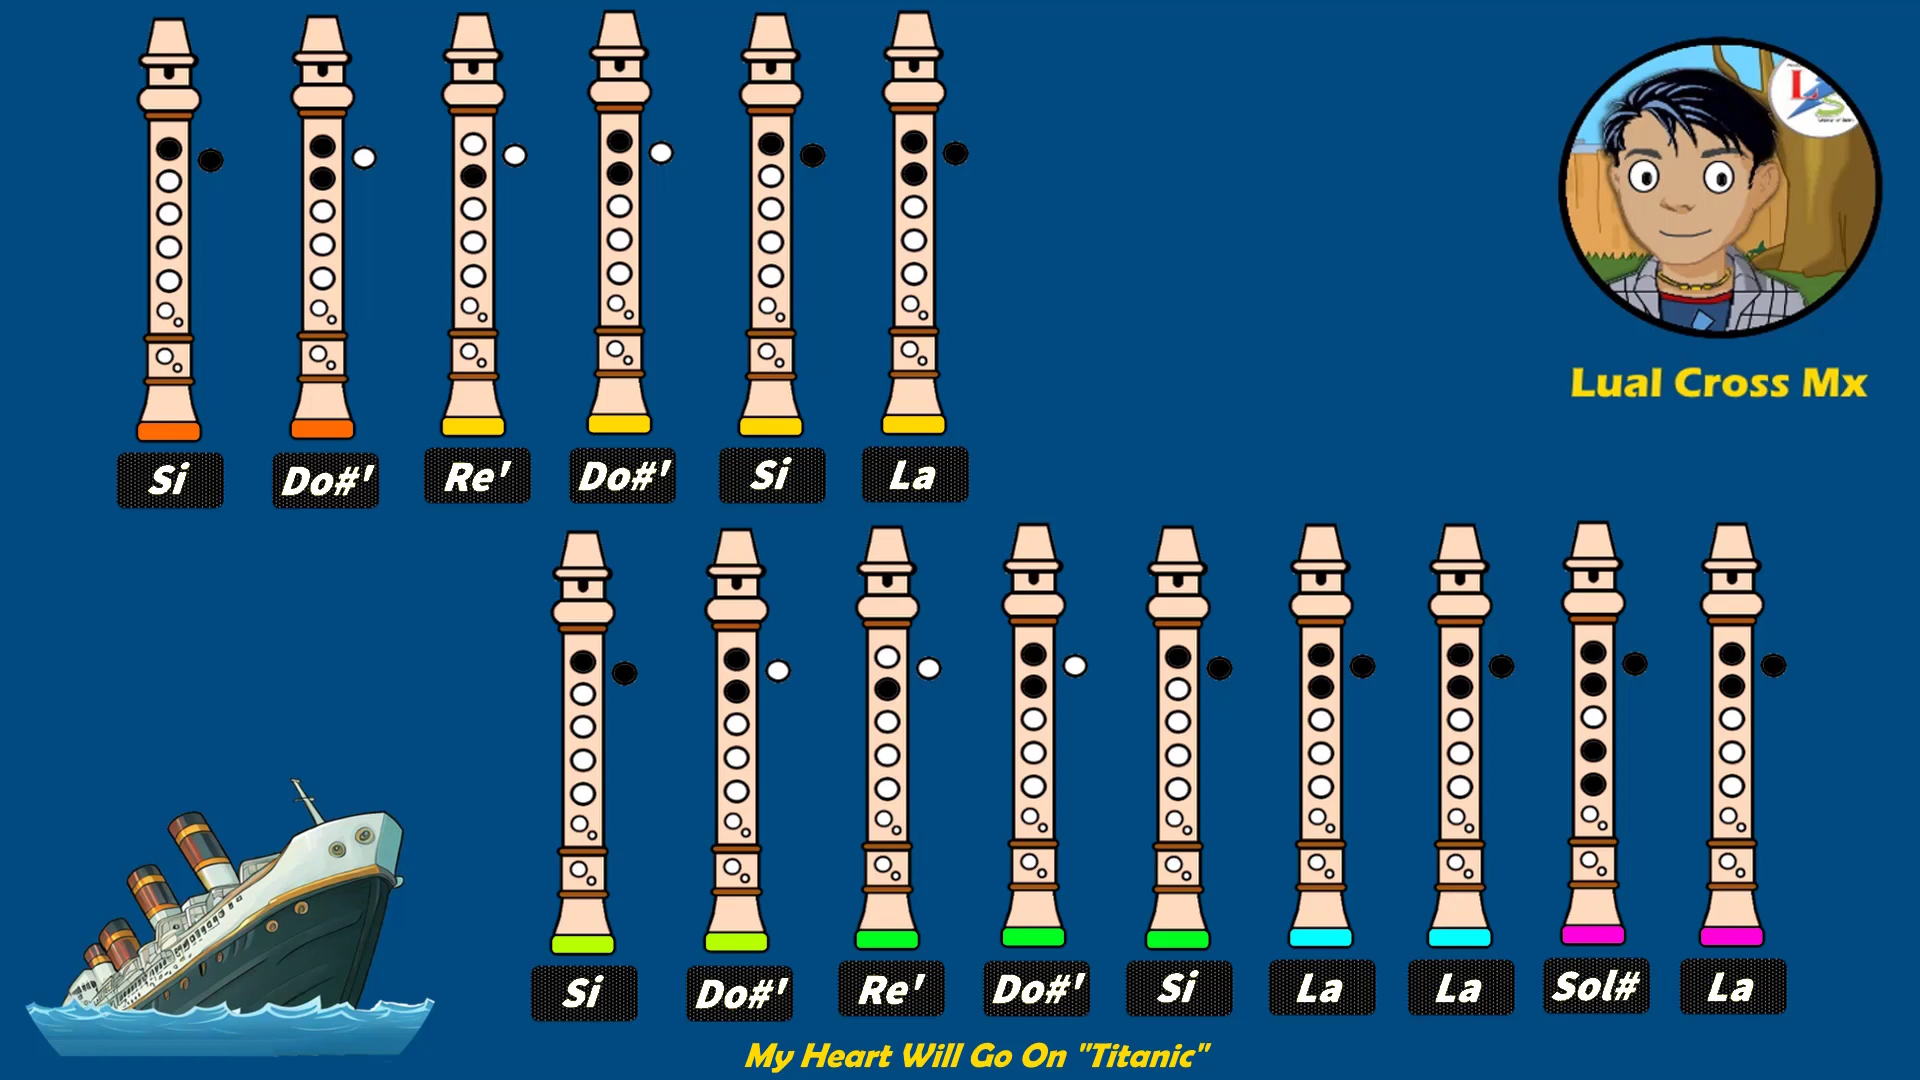 Si Do#' Re' Do#' Si La
Lual Cross Mx
Si Do#' Re' Do#' Si La La Sol# La
My Heart Will Go On "Titanic"